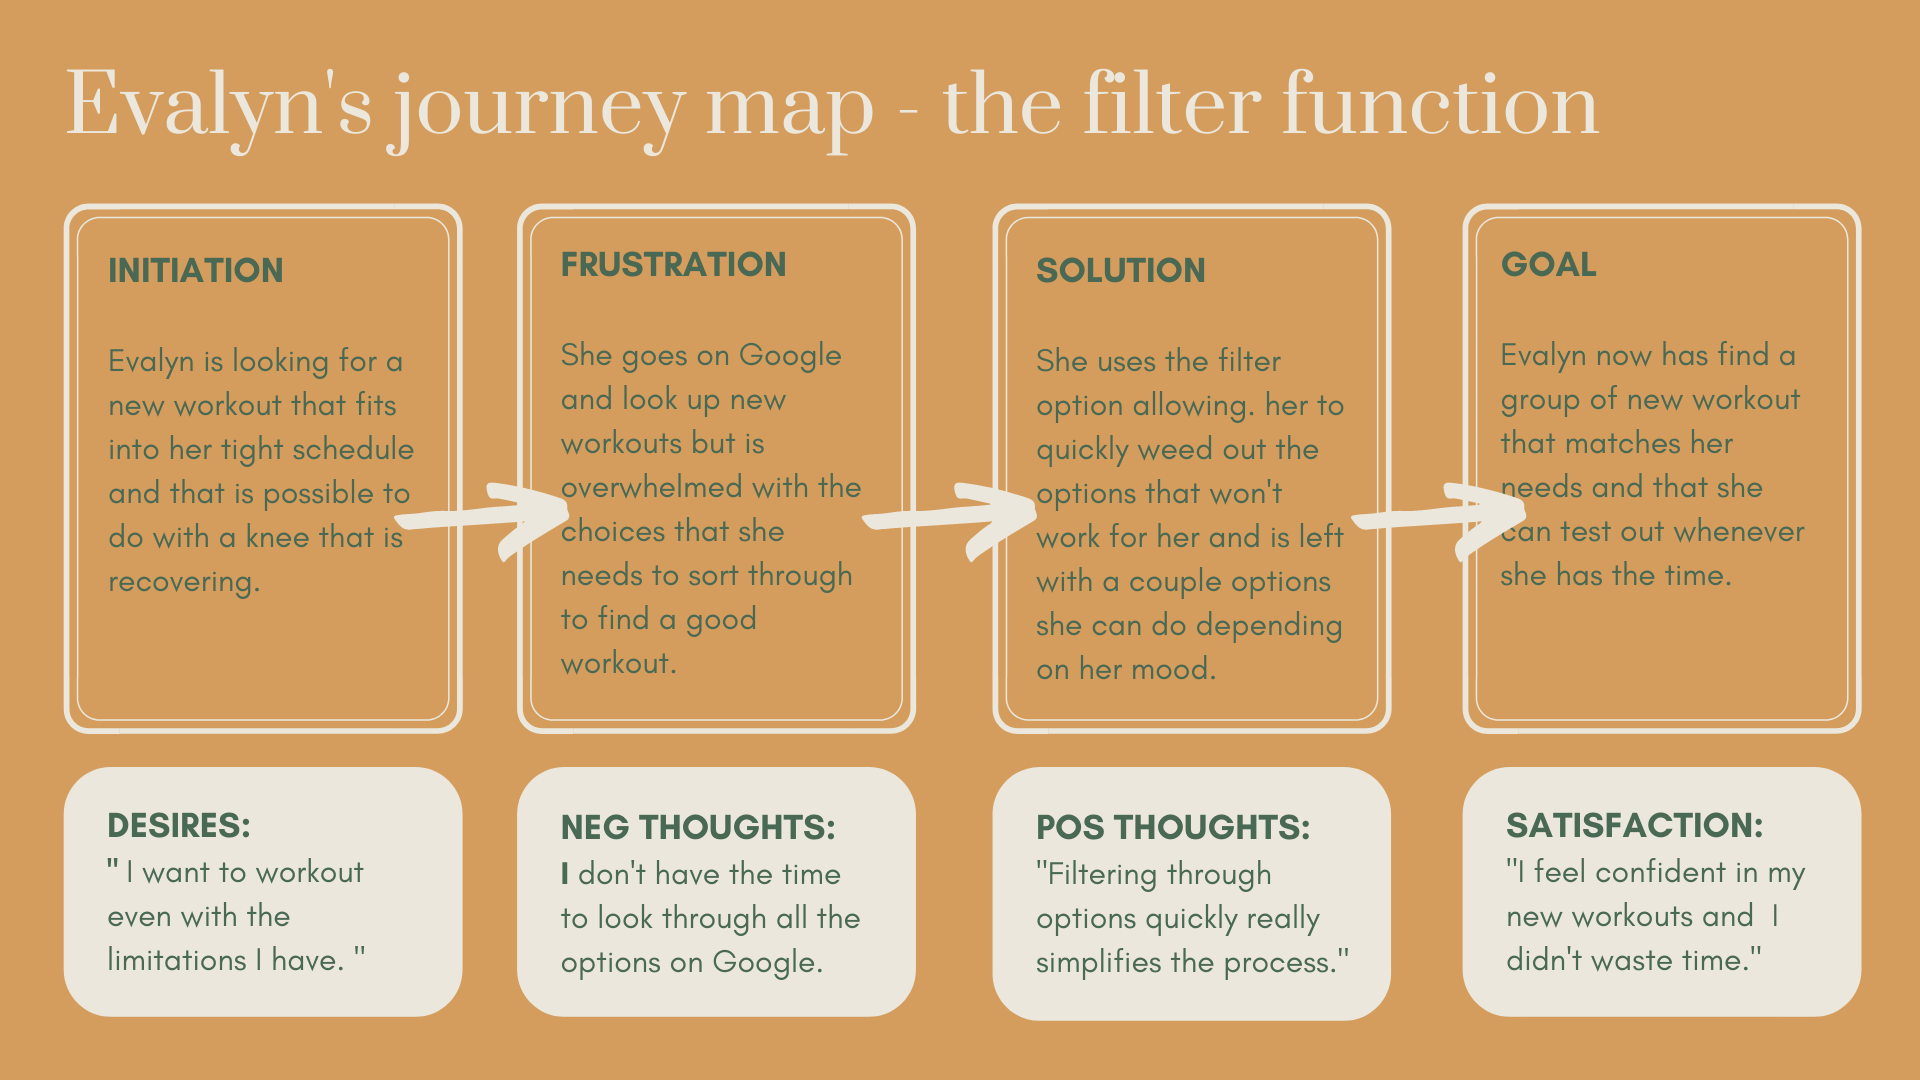 Evalyn's journey map - the filter function
INITIATION
Evalyn is looking for a
new workout that fits
into her tight schedule
and that is possible to
do with a knee that is
recovering.
FRUSTRATION
She goes on Google
and look up new
workouts but is
overwhelmed with the
choices that she
needs to sort through
to find a good
workout.
SOLUTION
She uses the filter
option allowing. her to
quickly weed out the
options that won't
work for her and is left
with a couple options
she can do depending
on her mood.
GOAL
Evalyn now has find a
group of new workout
that matches her
needs and that she
can test out whenever
she has the time.
DESIRES:
" I want to workout
even with the
limitations I have. "
NEG THOUGHTS:
I don't have the time
to look through all the
options on Google.
POS THOUGHTS:
"Filtering through
options quickly really
simplifies the process."
SATISFACTION:
"I feel confident in my
new workouts and  I
didn't waste time."